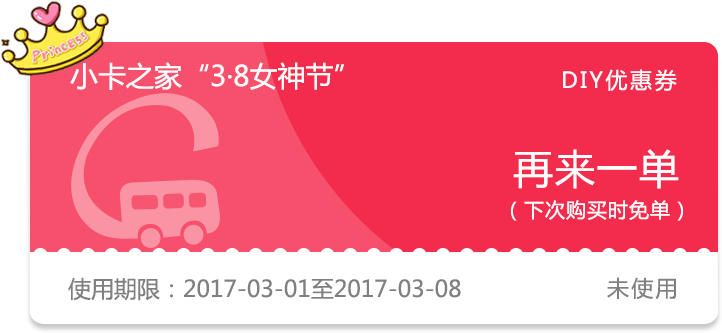 Princess
小卡之家“3·8女神节”
DIY优惠券
再来一单
（下次购买时免单）
使用期限：2017-03-01至2017-03-08
未使用